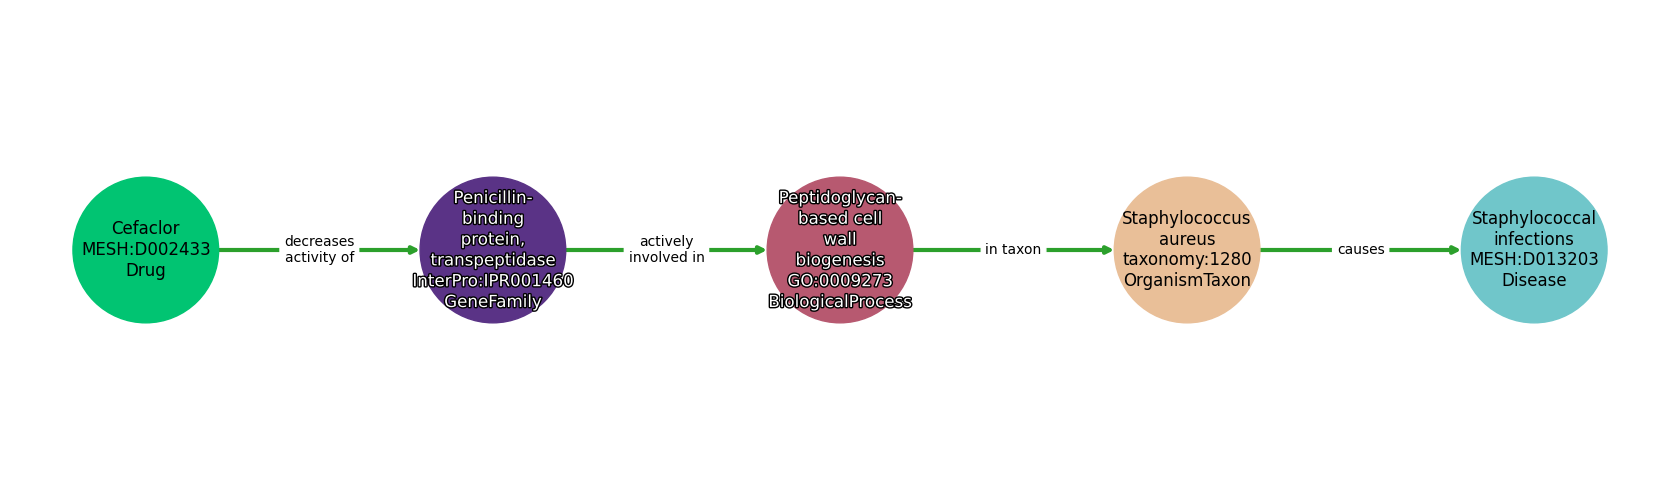 Cefaclor
MESH:D002433
Drug
decreases
activity of
Penicillin-
binding
protein,
transpeptidase
InterPro:IPR001460
GeneFamily
actively
involved in
Peptidoglycan-
based cell
wall
biogenesis
GO:0009273
BiologicalProcess
in taxon
Staphylococcus
aureus
taxonomy:1280
OrganismTaxon
causes
Staphylococcal
infections
MESH:D013203
Disease